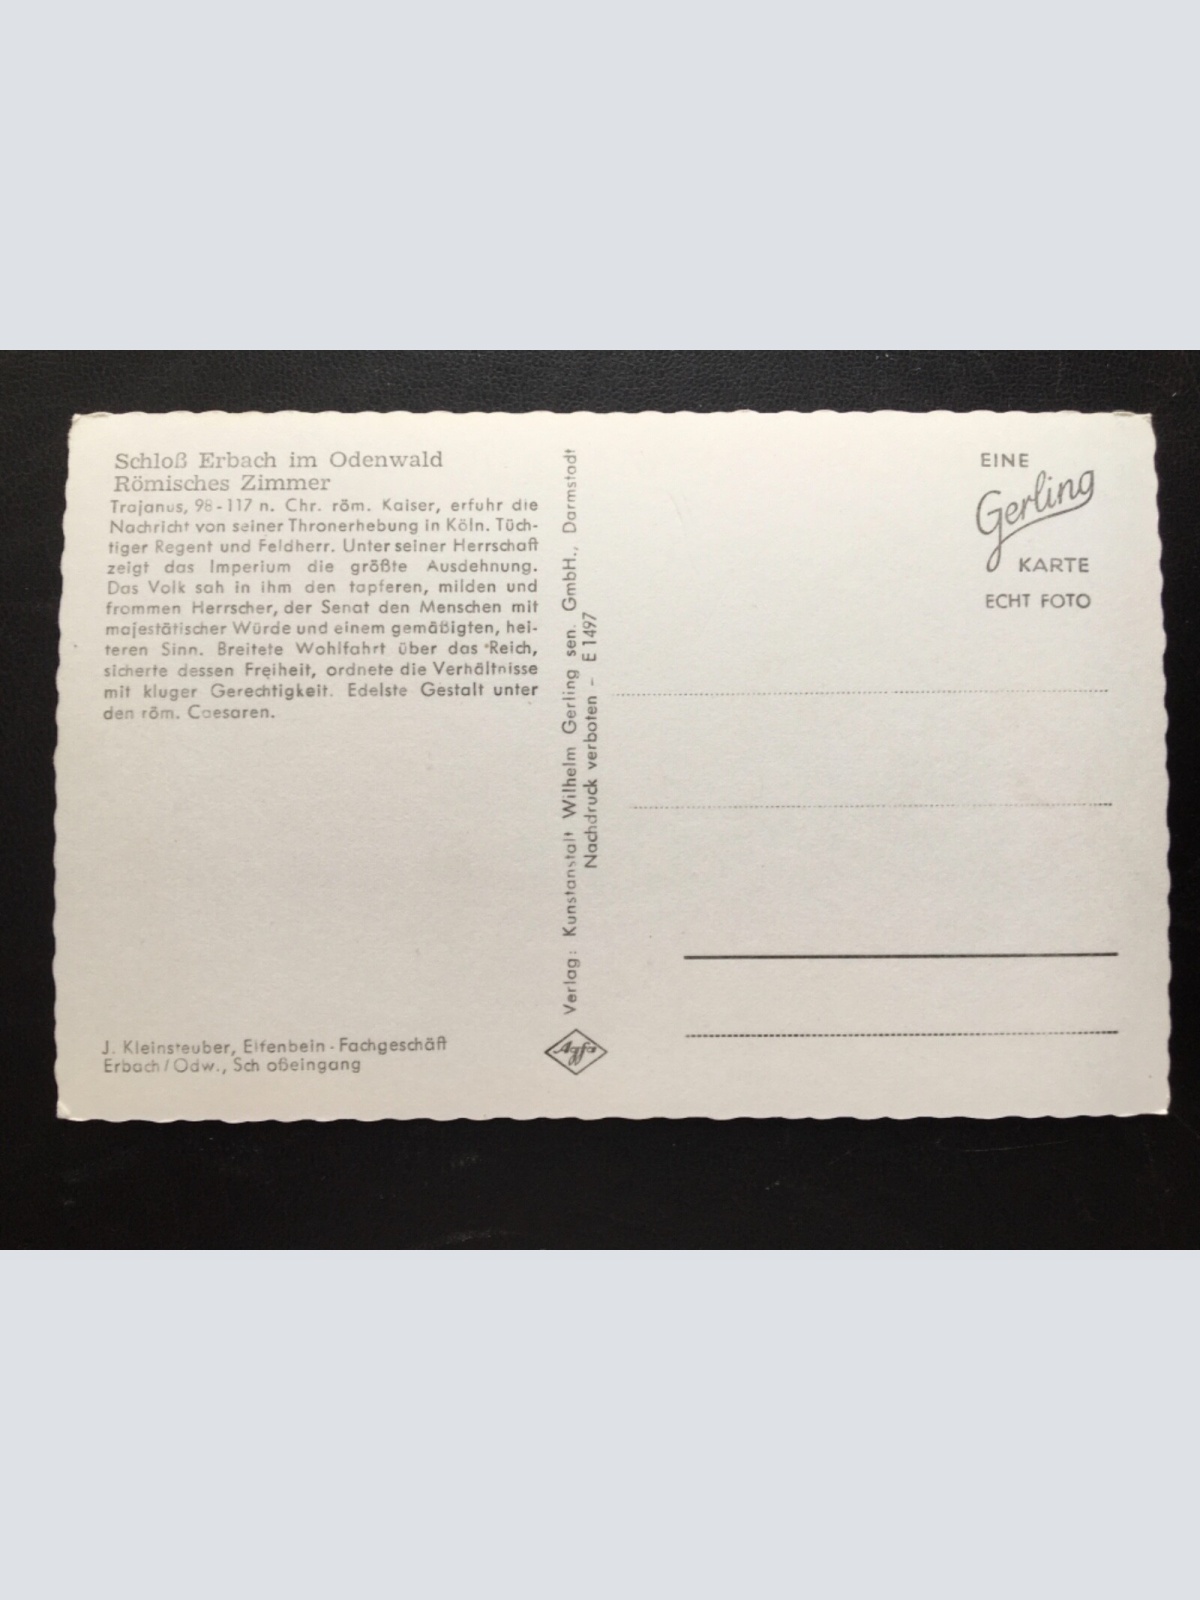 Schloß Erbach im Odenwald
Römisches Zimmer
Trajanus, 98-117 n. Chr. röm. Kaiser, erfuhr die
Nachricht von seiner Thronerhebung in Köln. Tüch-
tiger Regent und Feldherr. Unter seiner Herrschaft
zeigt das Imperium die größte Ausdehnung.
Das Volk sah in ihm den tapferen, milden und
frommen Herrscher, der Senat den Menschen mit
majestätischer Würde und einem gemäßigten, hei-
teren Sinn. Breitete Wohlfahrt über das Reich,
sicherte dessen Freiheit, ordnete die Verhältnisse
mit kluger Gerechtigkeit. Edelste Gestalt unter
den röm. Caesaren.
J. Kleinsteuber, Elfenbein-Fachgeschäft
Erbach/Odw., Sch oßeingang
Verlag: Kunstanstalt Wilhelm Gerling sen. GmbH., Darmstadt
Nachdruck verboten - E 1497
Agfa
EINE
Gerling
KARTE
ECHT FOTO